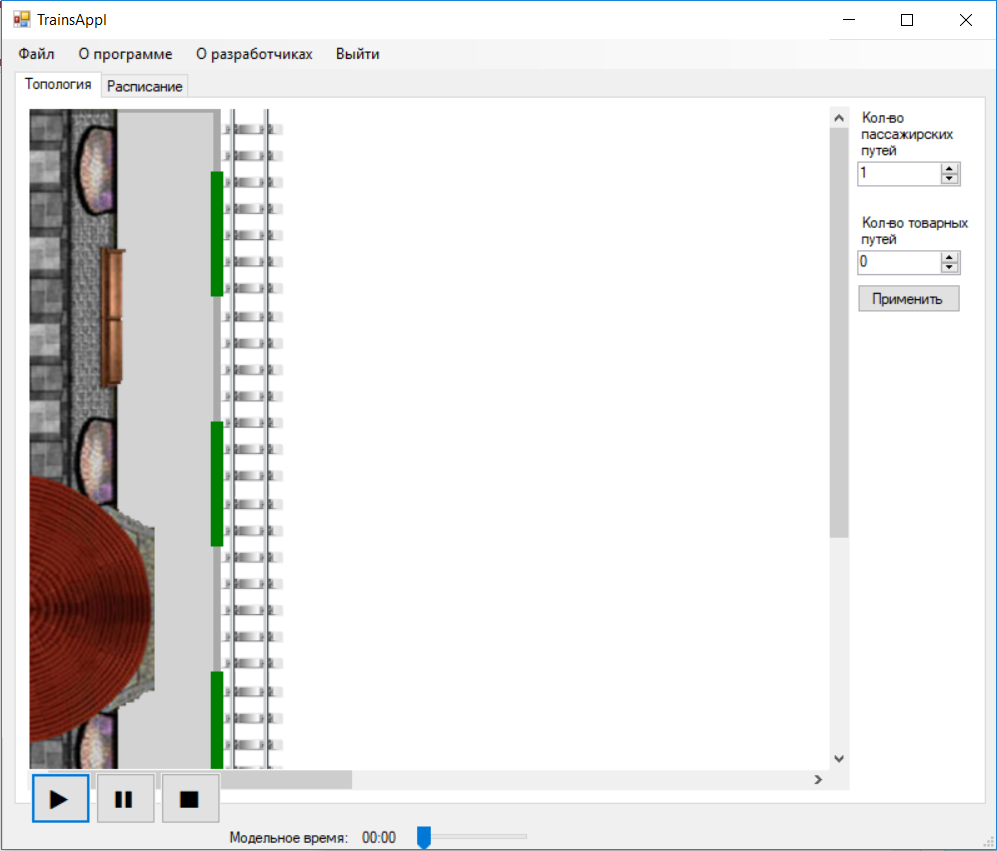 TrainsAppl
Файл О программе О разработчиках Выйти
Топология Расписание
Кол-во
пассажирских
путей
1
Кол-во товарных
путей
0
Применить
Модельное время: 00:00